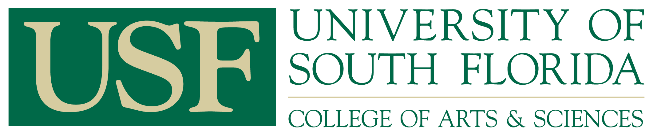 USF
UNIVERSITY OF
SOUTH FLORIDA
COLLEGE OF ARTS & SCIENCES